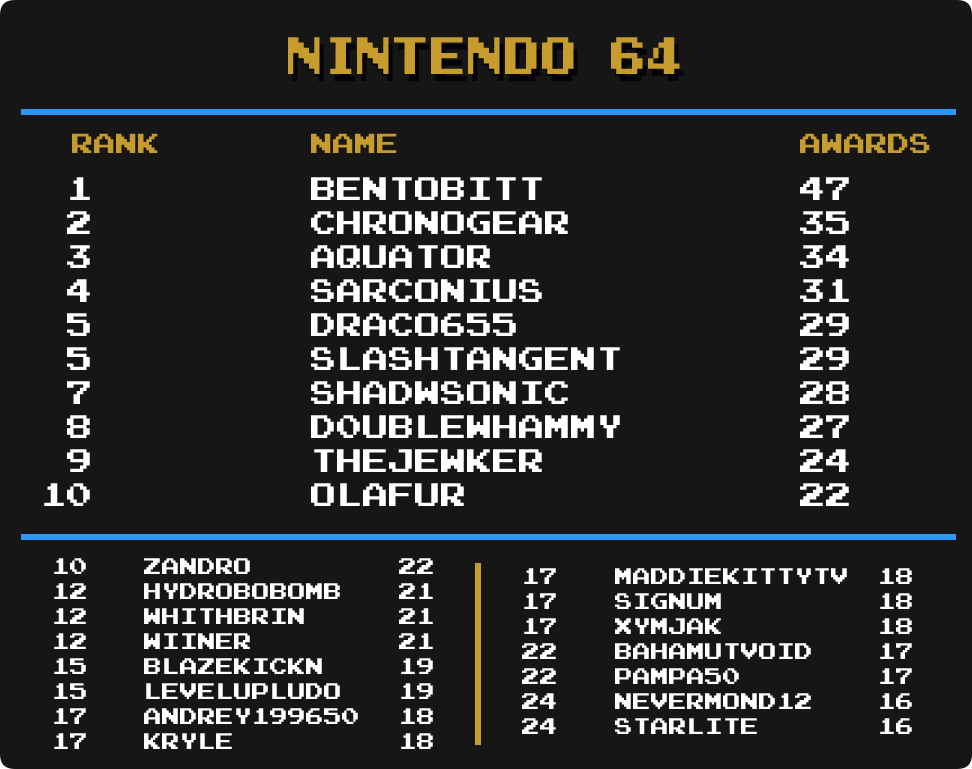 NINTENDO 64
RANK NAME AWARDS
1 BENTOBITT 47
2 CHRONOGEAR 35
3 AQUATOR 34
4 SARCONIUS 31
5 DRACO655 29
5 SLASHTANGENT 29
7 SHADWSONIC 28
8 DOUBLEWHAMMY 27
9 THEJEWKER 24
10 OLAFUR 22
10 ZANDRO 22
12 HYDROBOBOMB 21
12 WHITHBRIN 21
12 WIINER 21
15 BLAZEKICKN 19
15 LEVELUPLUDO 19
17 ANDREY199650 18
17 KRYLE 18
17 MADDIEKITTYTV 18
17 SIGNUM 18
17 XYMJAK 18
22 BAHAMUTVOID 17
22 PAMPA50 17
24 NEVERMOND12 16
24 STARLITE 16